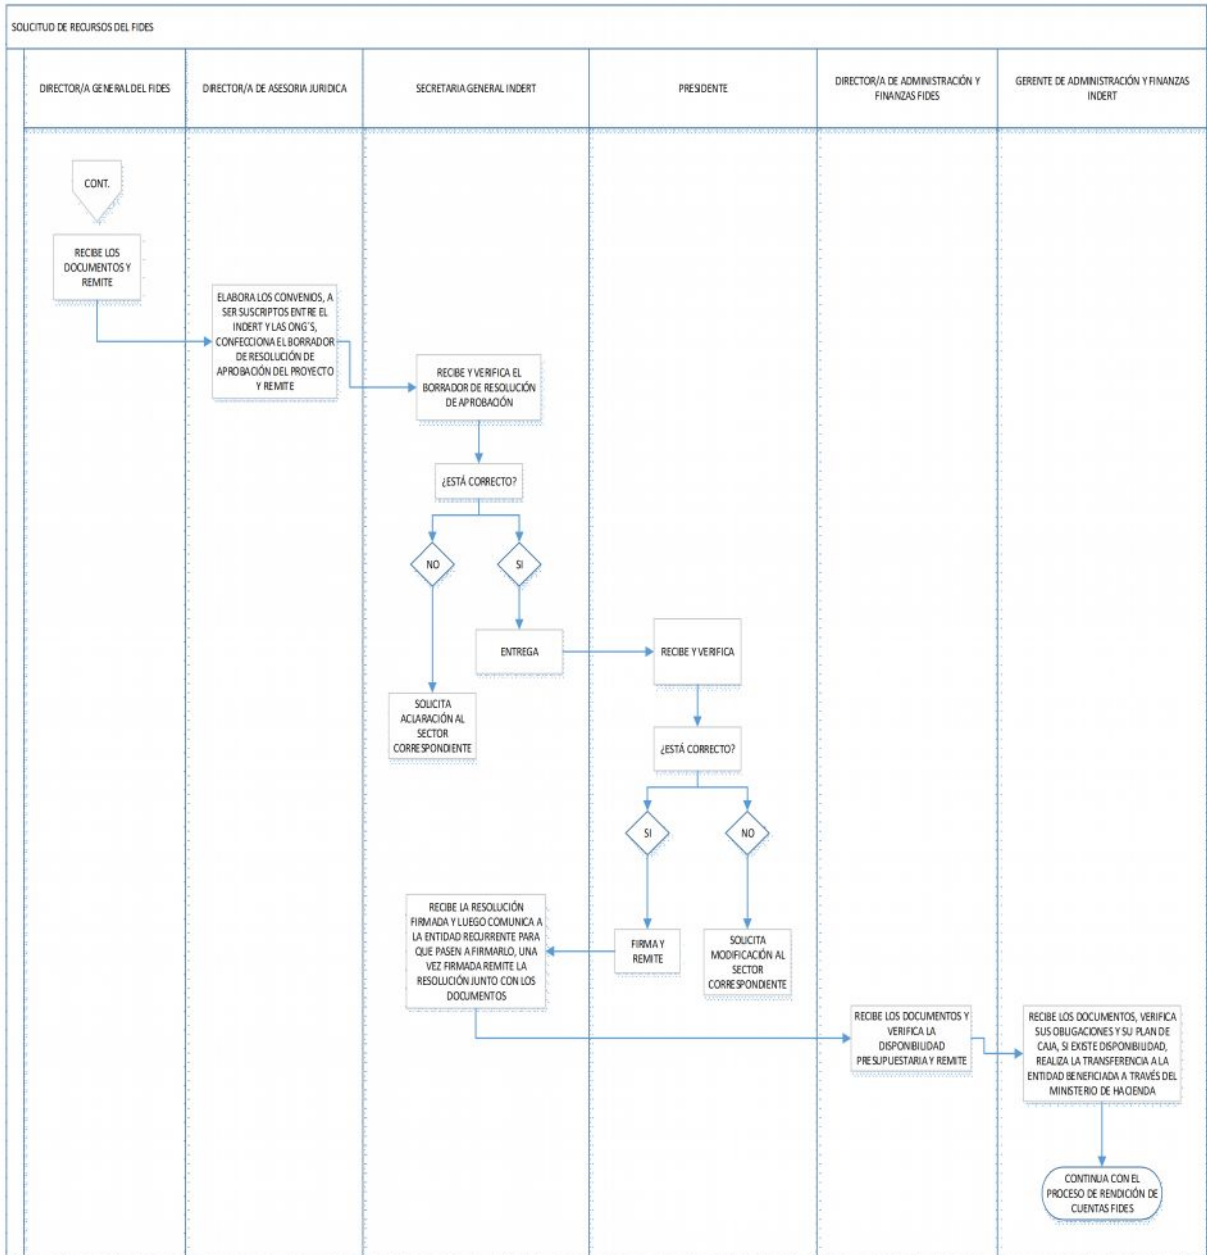 SOLICITUD DE RECURSOS DEL FIDES
DIRECTOR/A GENERAL DEL FIDES
DIRECTOR/A DE ASESORIA JURIDICA
SECRETARIA GENERAL INDERT
PRESIDENTE
DIRECTOR/A DE ADMINISTRACIÓN Y
FINANZAS FIDES
GERENTE DE ADMINISTRACIÓN Y FINANZAS
INDERT
CONT.
RECIBE LOS
DOCUMENTOS Y
REMITE
ELABORA LOS CONVENIOS, A
SER SUSCRIPTOS ENTRE EL
INDERT Y LAS ONG´S,
CONFECCIONA EL BORRADOR
DE RESOLUCIÓN DE
APROBACIÓN DEL PROYECTO
Y REMITE
RECIBE Y VERIFICA EL
BORRADOR DE RESOLUCIÓN
DE APROBACIÓN
¿ESTÁ CORRECTO?
NO
SI
ENTREGA
RECIBE Y VERIFICA
SOLICITA
ACLARACIÓN AL
SECTOR
CORRESPONDIENTE
¿ESTÁ CORRECTO?
SI
NO
RECIBE LA RESOLUCIÓN
FIRMADA Y LUEGO COMUNICA A
LA ENTIDAD RECURRENTE PARA
QUE PASEN A FIRMARLO, UNA
VEZ FIRMADA REMITE LA
RESOLUCIÓN JUNTO CON LOS
DOCUMENTOS
FIRMA Y
REMITE
SOLICITA
MODIFICACIÓN AL
SECTOR
CORRESPONDIENTE
RECIBE LOS DOCUMENTOS Y
VERIFICA LA
DISPONIBILIDAD
PRESUPUESTARIA Y REMITE
RECIBE LOS DOCUMENTOS, VERIFICA
SUS OBLIGACIONES Y SU PLAN DE
CAJA, SI EXISTE DISPONIBILIDAD,
REALIZA LA TRANSFERENCIA A LA
ENTIDAD BENEFICIADA A TRAVÉS DEL
MINISTERIO DE HACIENDA
CONTINUA CON EL
PROCESO DE RENDICIÓN DE
CUENTAS FIDES